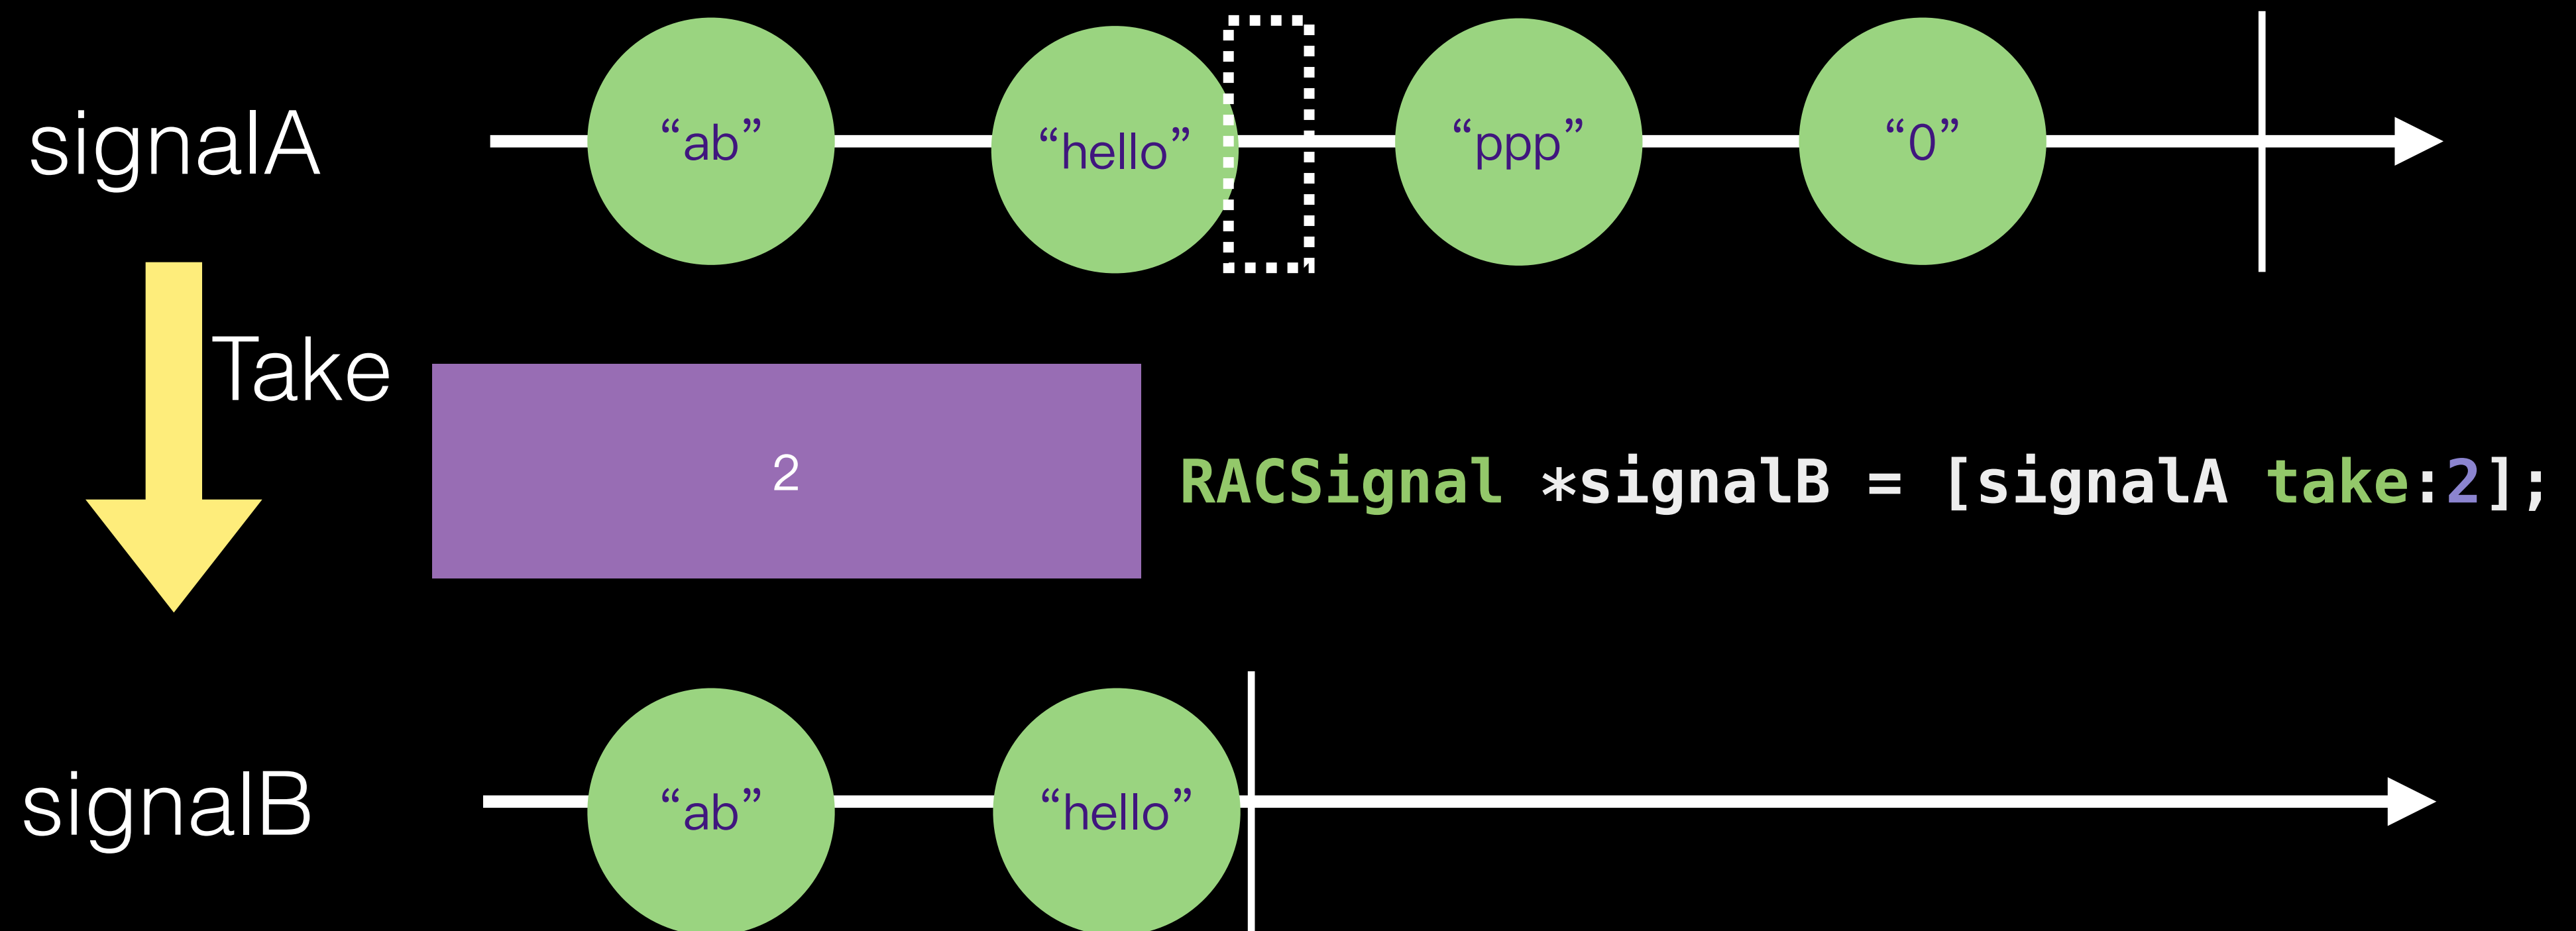 signalA
“ab”
“hello”
“ppp”
“0”
Take
2
RACSignal *signalB = [signalA take:2];
signalB
“ab”
“hello”